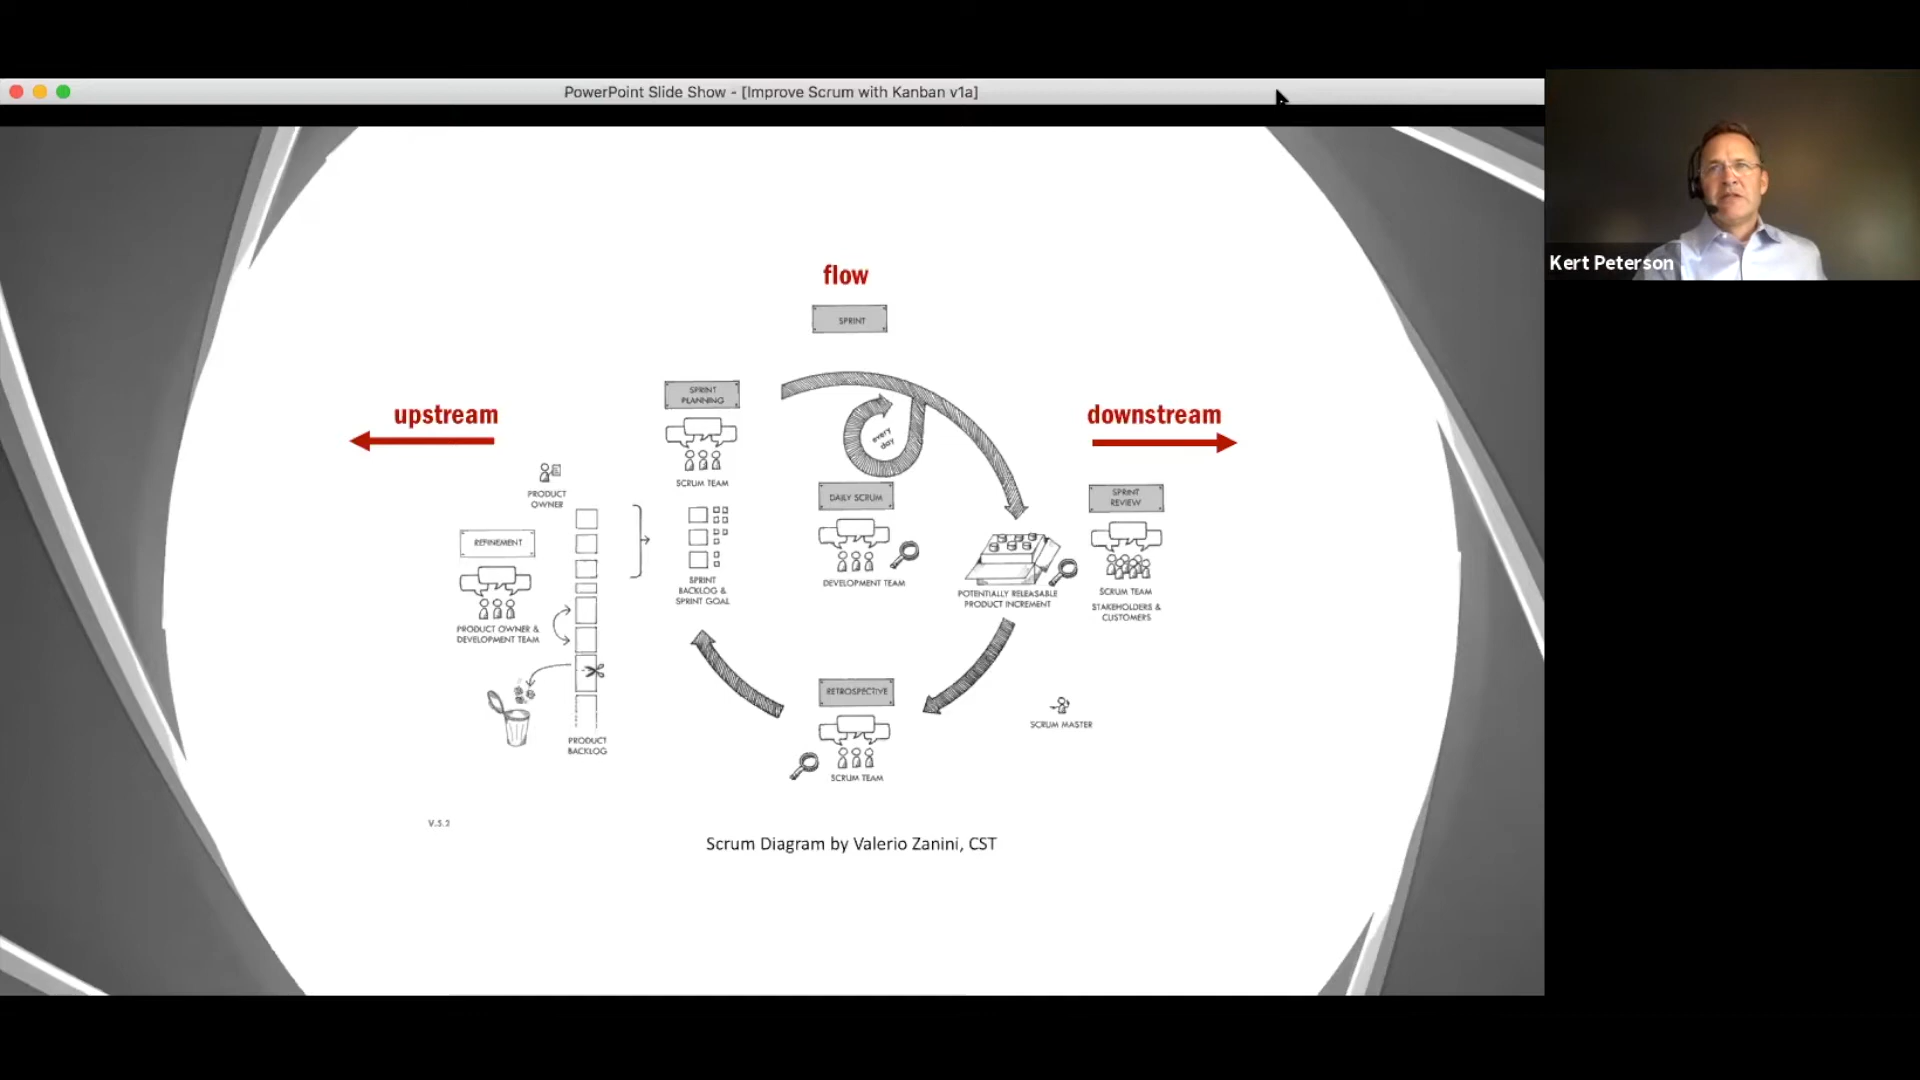 PowerPoint Slide Show - [Improve Scrum with Kanban v1a]
Kert Peterson
flow
SPRINT
upstream
downstream
SPRINT
PLANNING
SCRUM TEAM
every
day
PRODUCT
OWNER
REFINEMENT
PRODUCT OWNER &
DEVELOPMENT TEAM
PRODUCT
BACKLOG
SPRINT
BACKLOG &
SPRINT GOAL
DAILY SCRUM
DEVELOPMENT TEAM
POTENTIALLY RELEASABLE
PRODUCT INCREMENT
SPRINT
REVIEW
SCRUM TEAM
STAKEHOLDERS &
CUSTOMERS
RETROSPECTIVE
SCRUM TEAM
SCRUM MASTER
V.5.2
Scrum Diagram by Valerio Zanini, CST